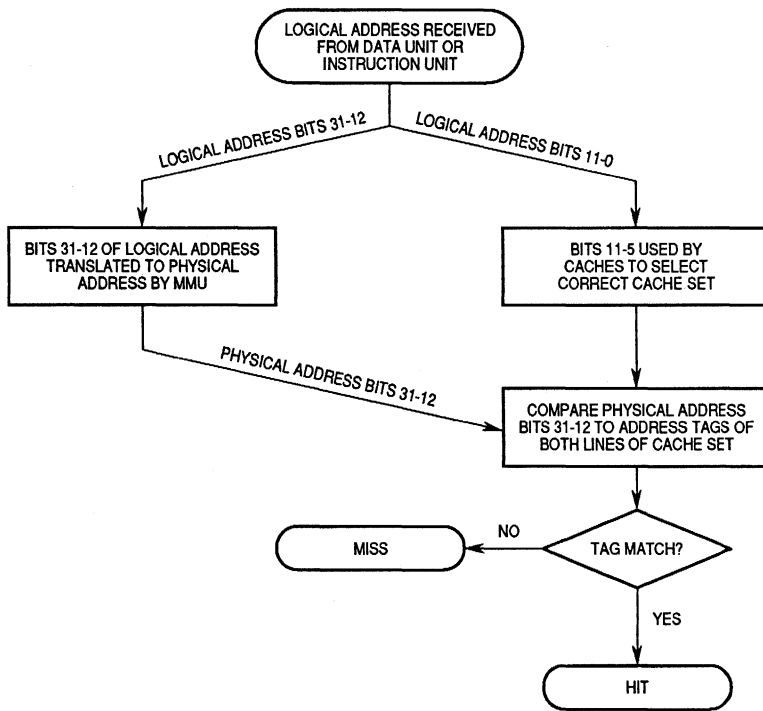 LOGICAL ADDRESS RECEIVED
FROM DATA UNIT OR
INSTRUCTION UNIT
LOGICAL ADDRESS BITS 31-12
LOGICAL ADDRESS BITS 11-0
BITS 31-12 OF LOGICAL ADDRESS
TRANSLATED TO PHYSICAL
ADDRESS BY MMU
BITS 11-5 USED BY
CACHES TO SELECT
CORRECT CACHE SET
PHYSICAL ADDRESS BITS 31-12
COMPARE PHYSICAL ADDRESS
BITS 31-12 TO ADDRESS TAGS OF
BOTH LINES OF CACHE SET
MISS
NO
TAG MATCH?
YES
HIT